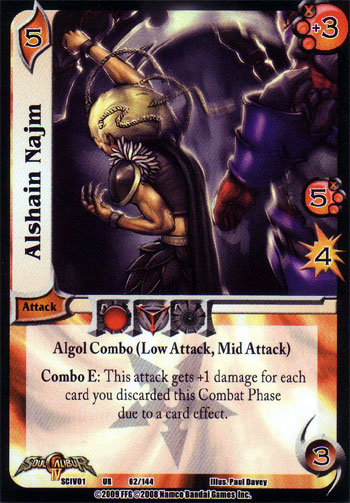 5
+3
Alshain Najm
5
4
Attack
Algol Combo (Low Attack, Mid Attack)
Combo E: This attack gets +1 damage for each
card you discarded this Combat Phase
due to a card effect.
3
SOULCALIBUR
IV
SCIV01 UR 62/144 Illus. Paul Davey
©2009 FFG ©2008 Namco Bandai Games Inc.